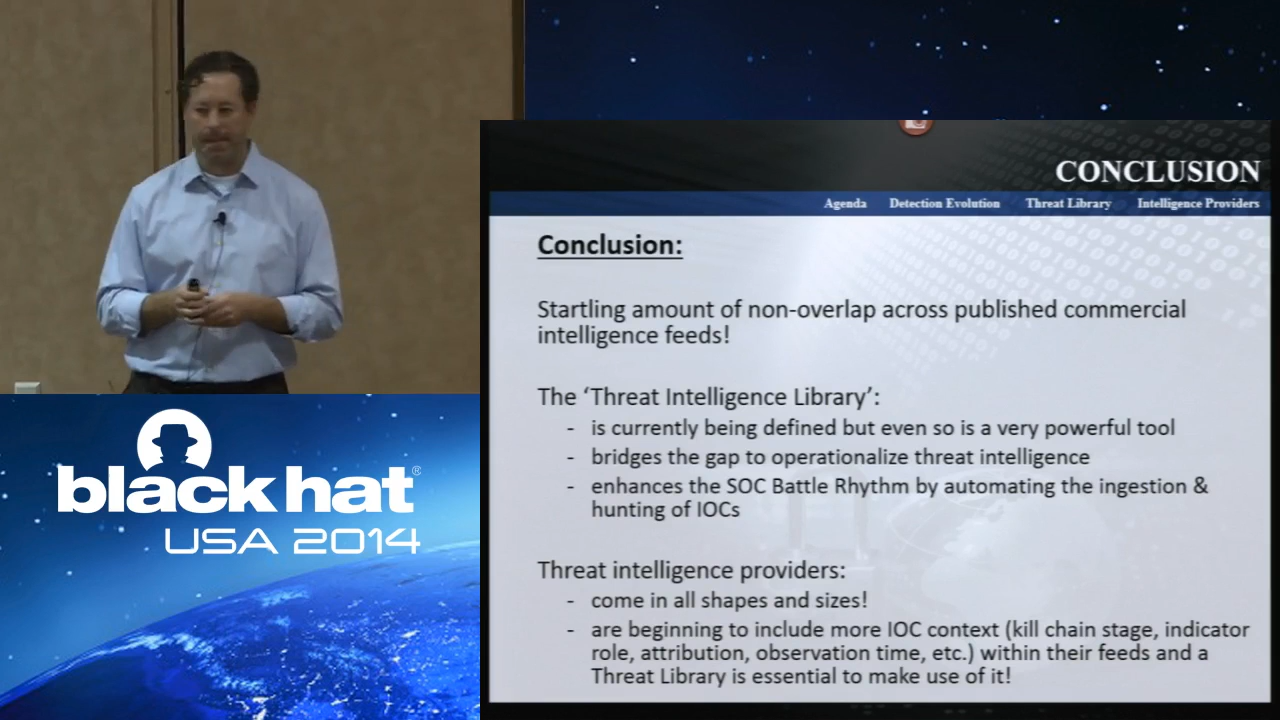 CONCLUSION
Agenda Detection Evolution Threat Library Intelligence Providers
Conclusion:
Startling amount of non-overlap across published commercial
intelligence feeds!
The ‘Threat Intelligence Library’:
- is currently being defined but even so is a very powerful tool
- bridges the gap to operationalize threat intelligence
- enhances the SOC Battle Rhythm by automating the ingestion &
hunting of IOCs
Threat intelligence providers:
- come in all shapes and sizes!
- are beginning to include more IOC context (kill chain stage, indicator
role, attribution, observation time, etc.) within their feeds and a
Threat Library is essential to make use of it!
black hat®
USA 2014